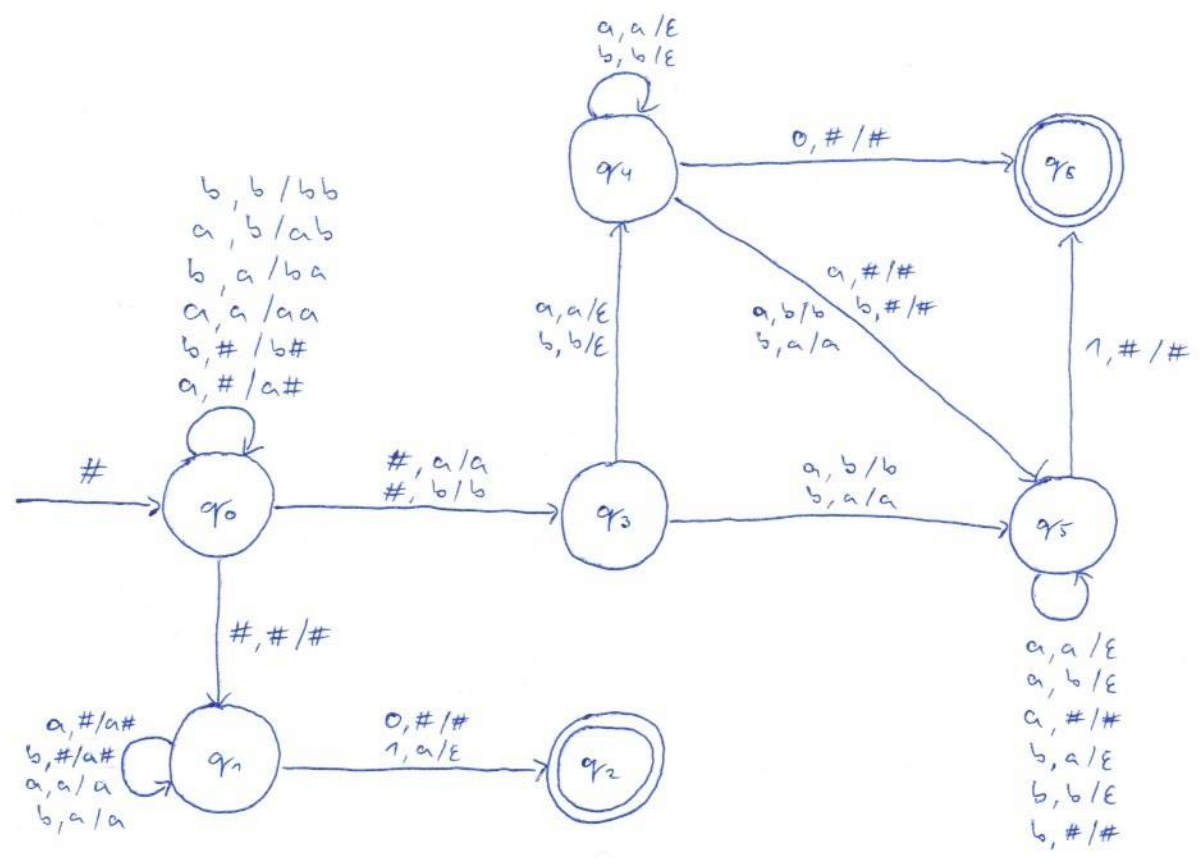 a, a/ε
b, b/ε
q4
0, #/#
q6
b, b/bb
a, b/ab
b, a/ba
a, a/aa
b, #/b#
a, #/a#
a, a/ε
b, b/ε
a, #/#
b, #/#
a, b/b
b, a/a
1, #/#
#
q0
#, a/a
#, b/b
q3
a, b/b
b, a/a
q5
#, #/#
a, a/ε
a, b/ε
a, #/#
b, a/ε
b, b/ε
b, #/#
a, #/a#
b, #/a#
a, a/a
b, a/a
q1
0, #/#
1, a/ε
q2